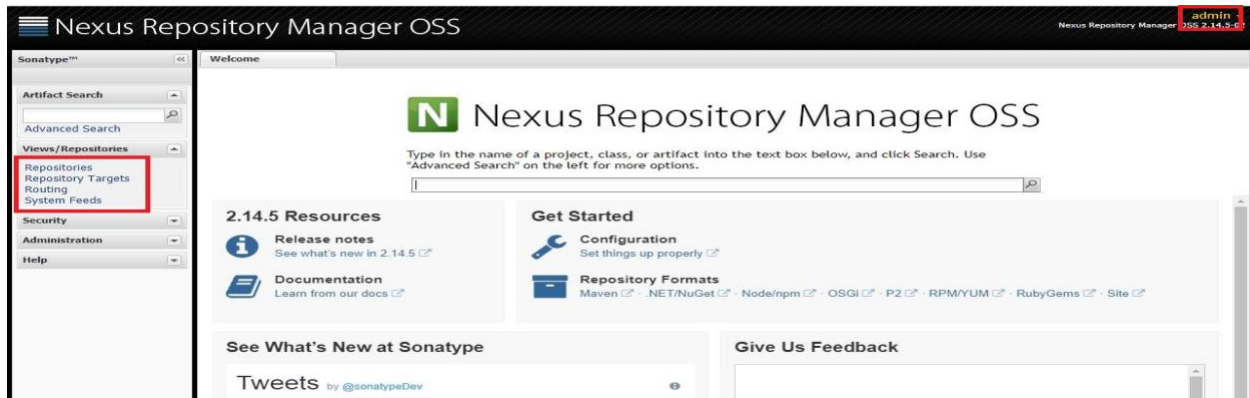 Nexus Repository Manager OSS
admin
Nexus Repository Manager OSS 2.14.5-02
Sonatype™
Welcome
Artifact Search
Advanced Search
Views/Repositories
Repositories
Repository Targets
Routing
System Feeds
Security
Administration
Help
N Nexus Repository Manager OSS
Type in the name of a project, class, or artifact into the text box below, and click Search. Use
"Advanced Search" on the left for more options.
2.14.5 Resources
Release notes
See what's new in 2.14.5
Documentation
Learn from our docs
Get Started
Configuration
Set things up properly
Repository Formats
Maven · .NET/NuGet · Node/npm · OSGi · P2 · RPM/YUM · RubyGems · Site
See What's New at Sonatype
Tweets by @sonatypeDev
Give Us Feedback